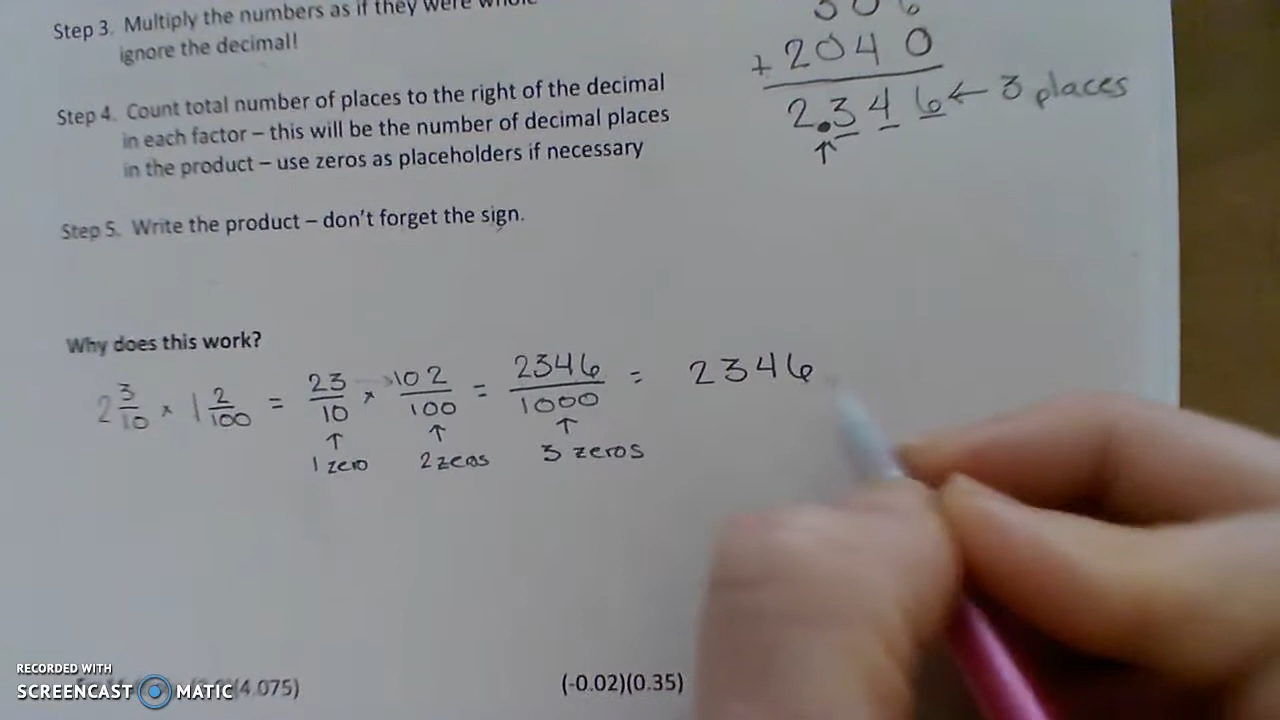 Step 3. Multiply the numbers as if they were whole
ignore the decimal!
Step 4. Count total number of places to the right of the decimal
in each factor – this will be the number of decimal places
in the product – use zeros as placeholders if necessary
Step 5. Write the product – don't forget the sign.
306
+ 2040
2.346 ← 3 places
↑
Why does this work?
2 3/10 × 1 2/100 = 23/10 × 102/100 = 2346/1000 = 2346
↑ ↑ ↑
1 zero 2 zeros 3 zeros
4.075)
(-0.02)(0.35)
RECORDED WITH
SCREENCAST MATIC